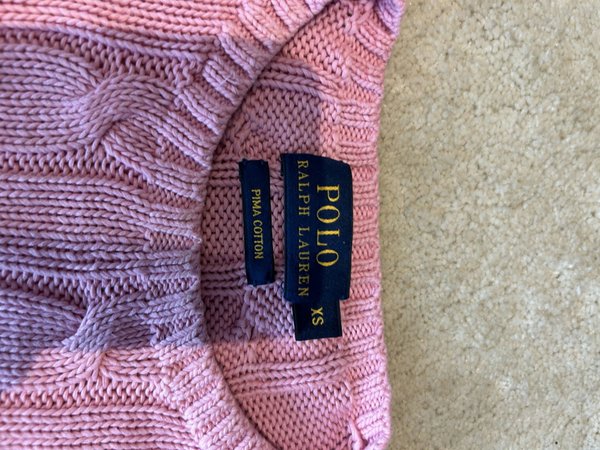 POLO
RALPH LAUREN
XS
PIMA COTTON